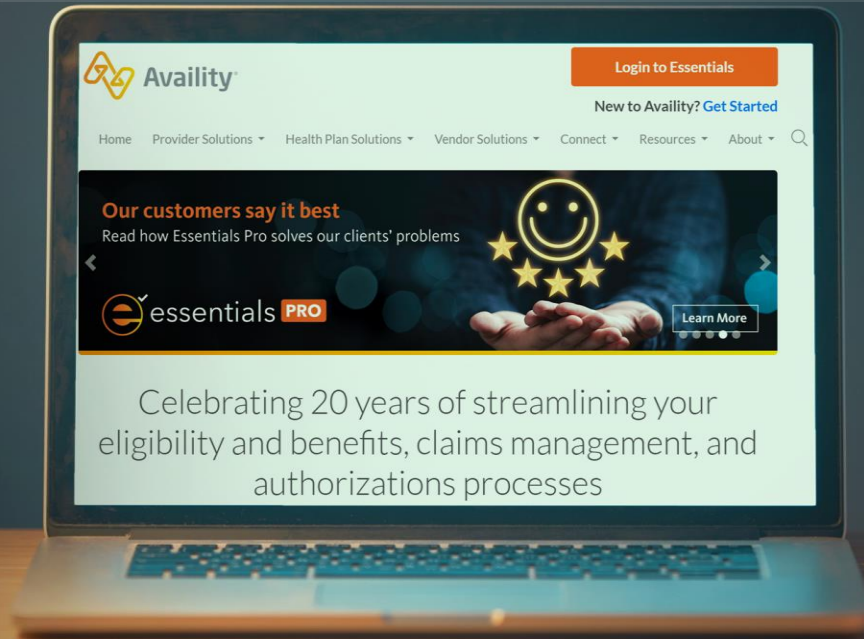 Availity
Login to Essentials
New to Availity? Get Started
Home Provider Solutions Health Plan Solutions Vendor Solutions Connect Resources About
Our customers say it best
Read how Essentials Pro solves our clients' problems
essentials PRO
Learn More
Celebrating 20 years of streamlining your
eligibility and benefits, claims management, and
authorizations processes